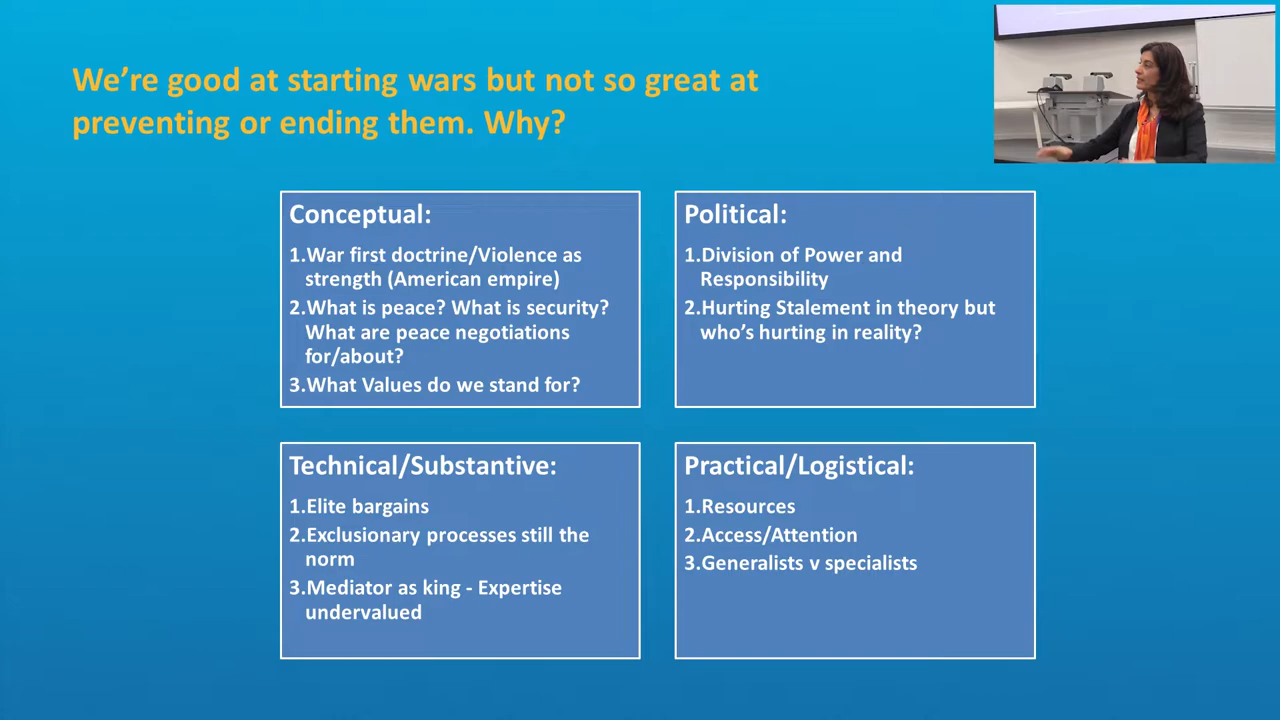 We're good at starting wars but not so great at
preventing or ending them. Why?
Conceptual:
1.War first doctrine/Violence as
strength (American empire)
2.What is peace? What is security?
What are peace negotiations
for/about?
3.What Values do we stand for?
Political:
1.Division of Power and
Responsibility
2.Hurting Stalement in theory but
who's hurting in reality?
Technical/Substantive:
1.Elite bargains
2.Exclusionary processes still the
norm
3.Mediator as king - Expertise
undervalued
Practical/Logistical:
1.Resources
2.Access/Attention
3.Generalists v specialists